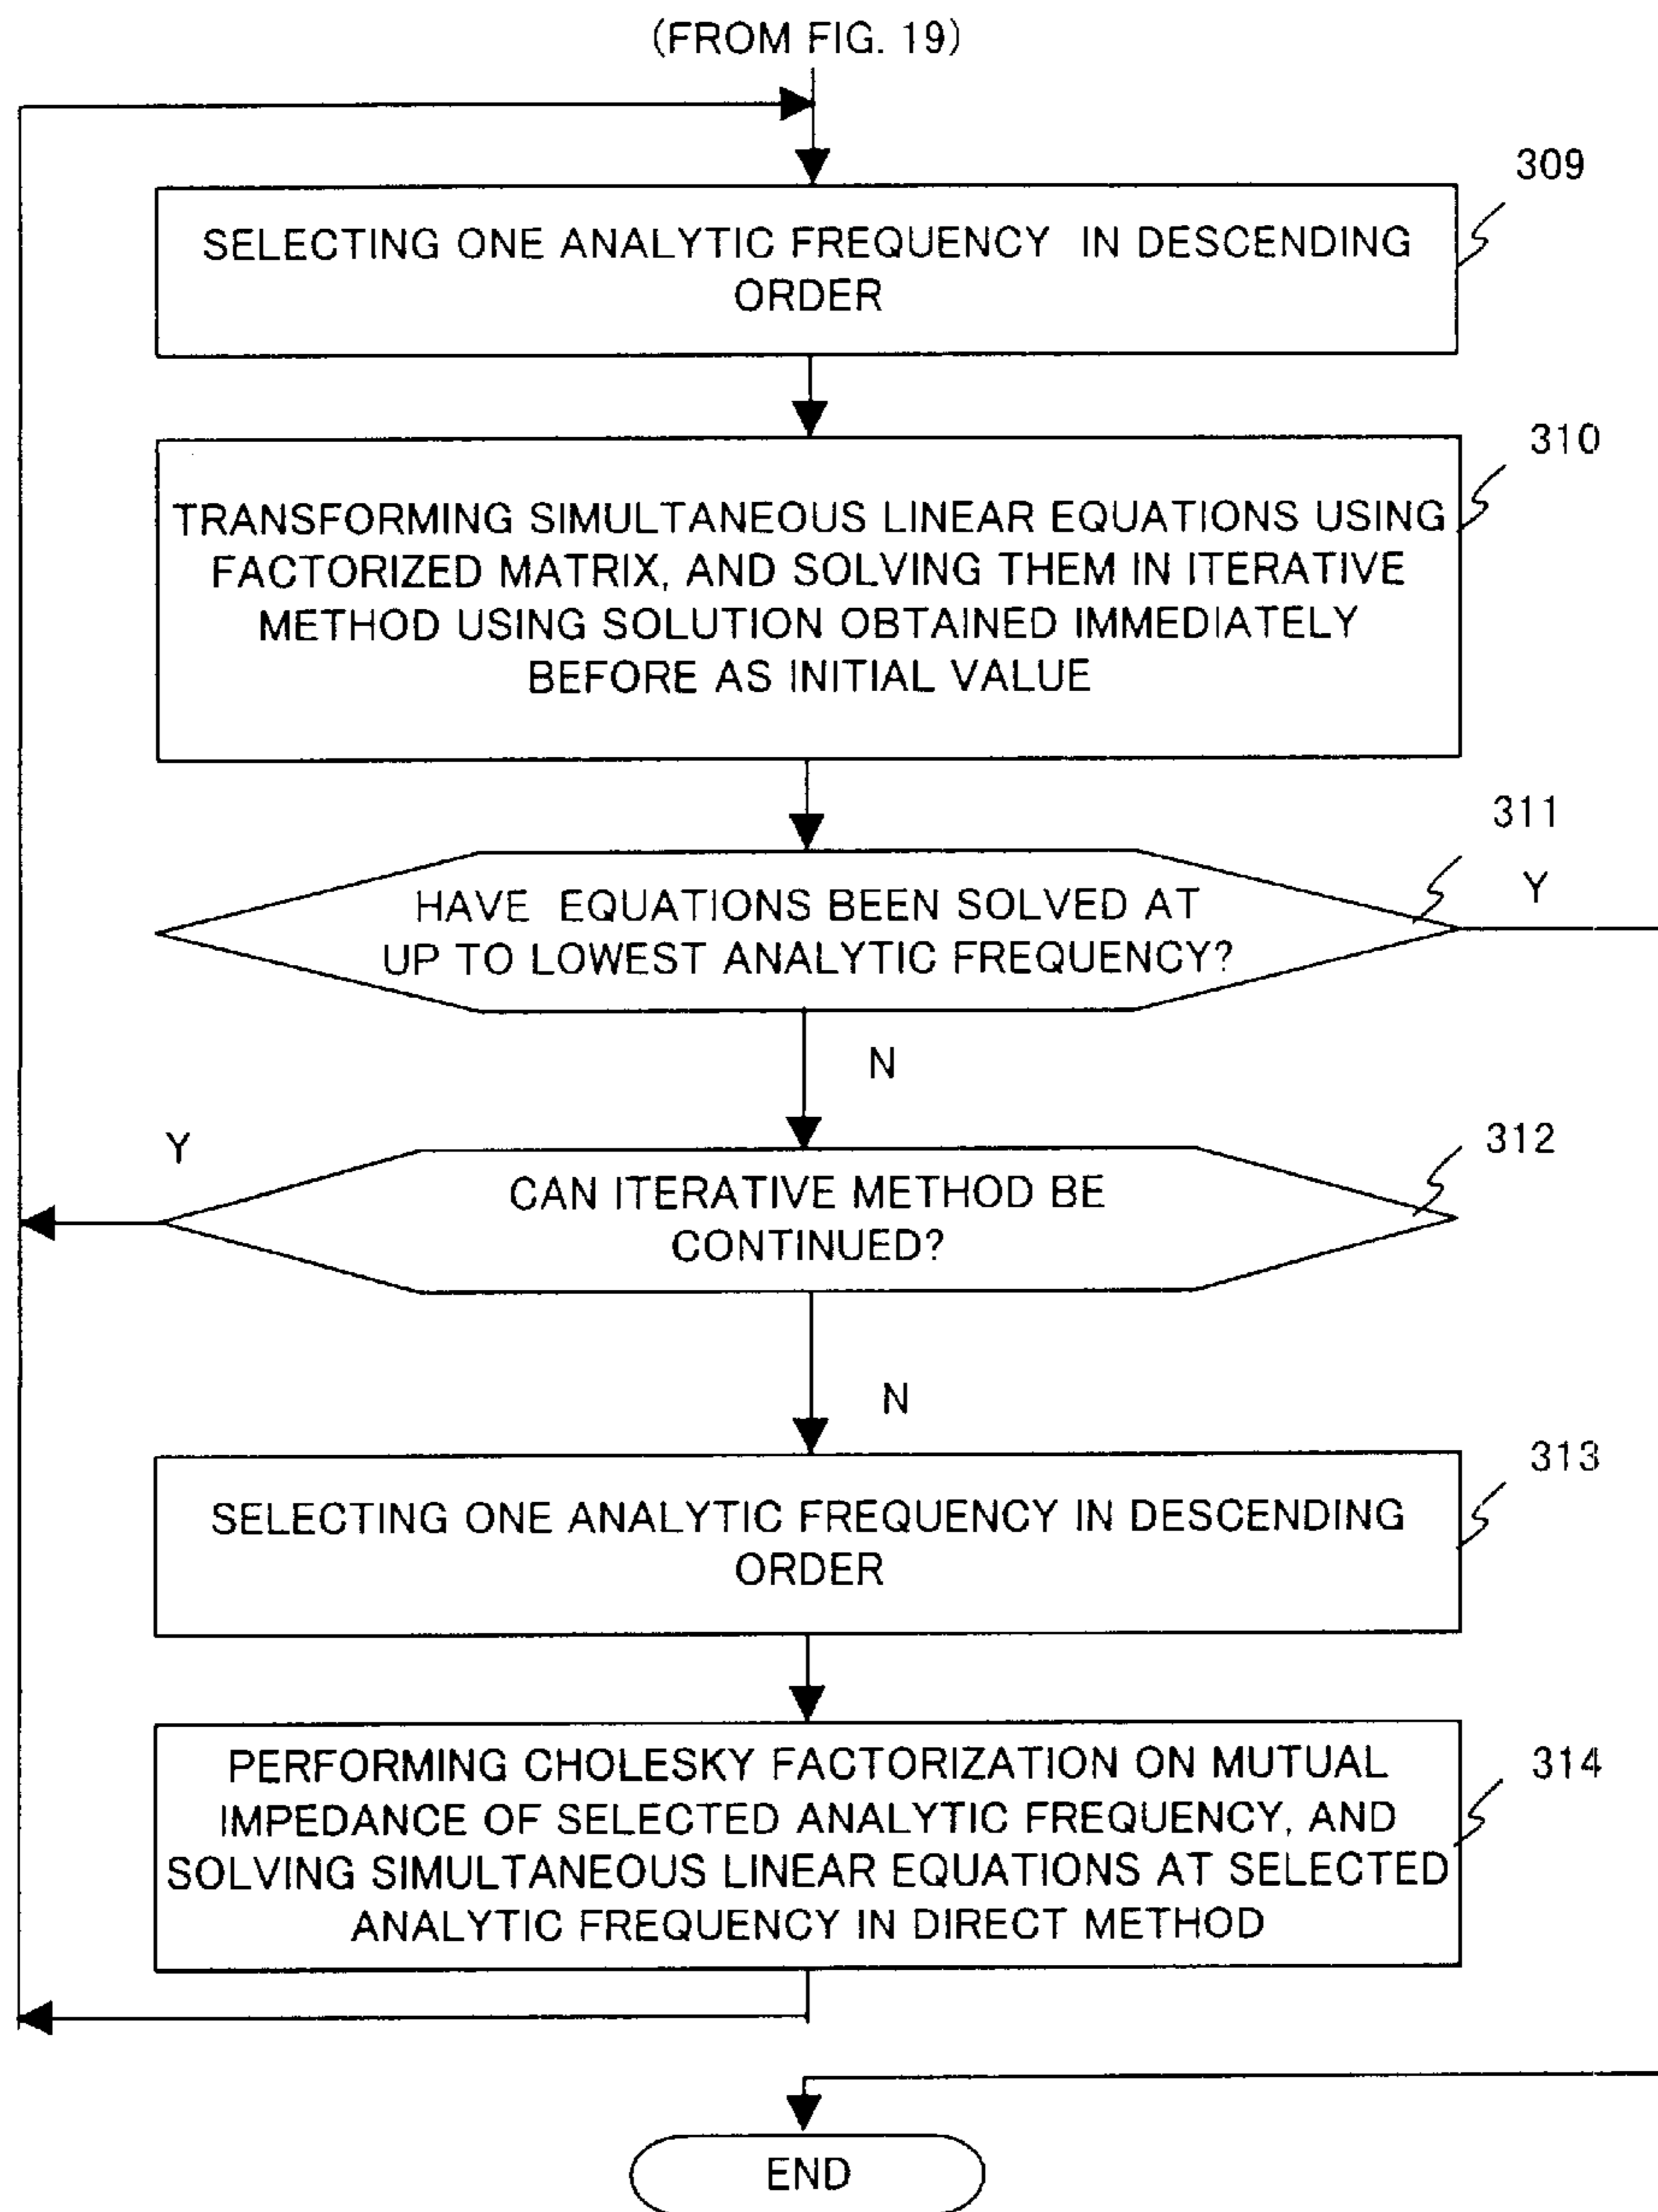 (FROM FIG. 19)
309
SELECTING ONE ANALYTIC FREQUENCY IN DESCENDING
ORDER
310
TRANSFORMING SIMULTANEOUS LINEAR EQUATIONS USING
FACTORIZED MATRIX, AND SOLVING THEM IN ITERATIVE
METHOD USING SOLUTION OBTAINED IMMEDIATELY
BEFORE AS INITIAL VALUE
311
Y
HAVE EQUATIONS BEEN SOLVED AT
UP TO LOWEST ANALYTIC FREQUENCY?
N
Y
312
CAN ITERATIVE METHOD BE
CONTINUED?
N
313
SELECTING ONE ANALYTIC FREQUENCY IN DESCENDING
ORDER
314
PERFORMING CHOLESKY FACTORIZATION ON MUTUAL
IMPEDANCE OF SELECTED ANALYTIC FREQUENCY, AND
SOLVING SIMULTANEOUS LINEAR EQUATIONS AT SELECTED
ANALYTIC FREQUENCY IN DIRECT METHOD
END